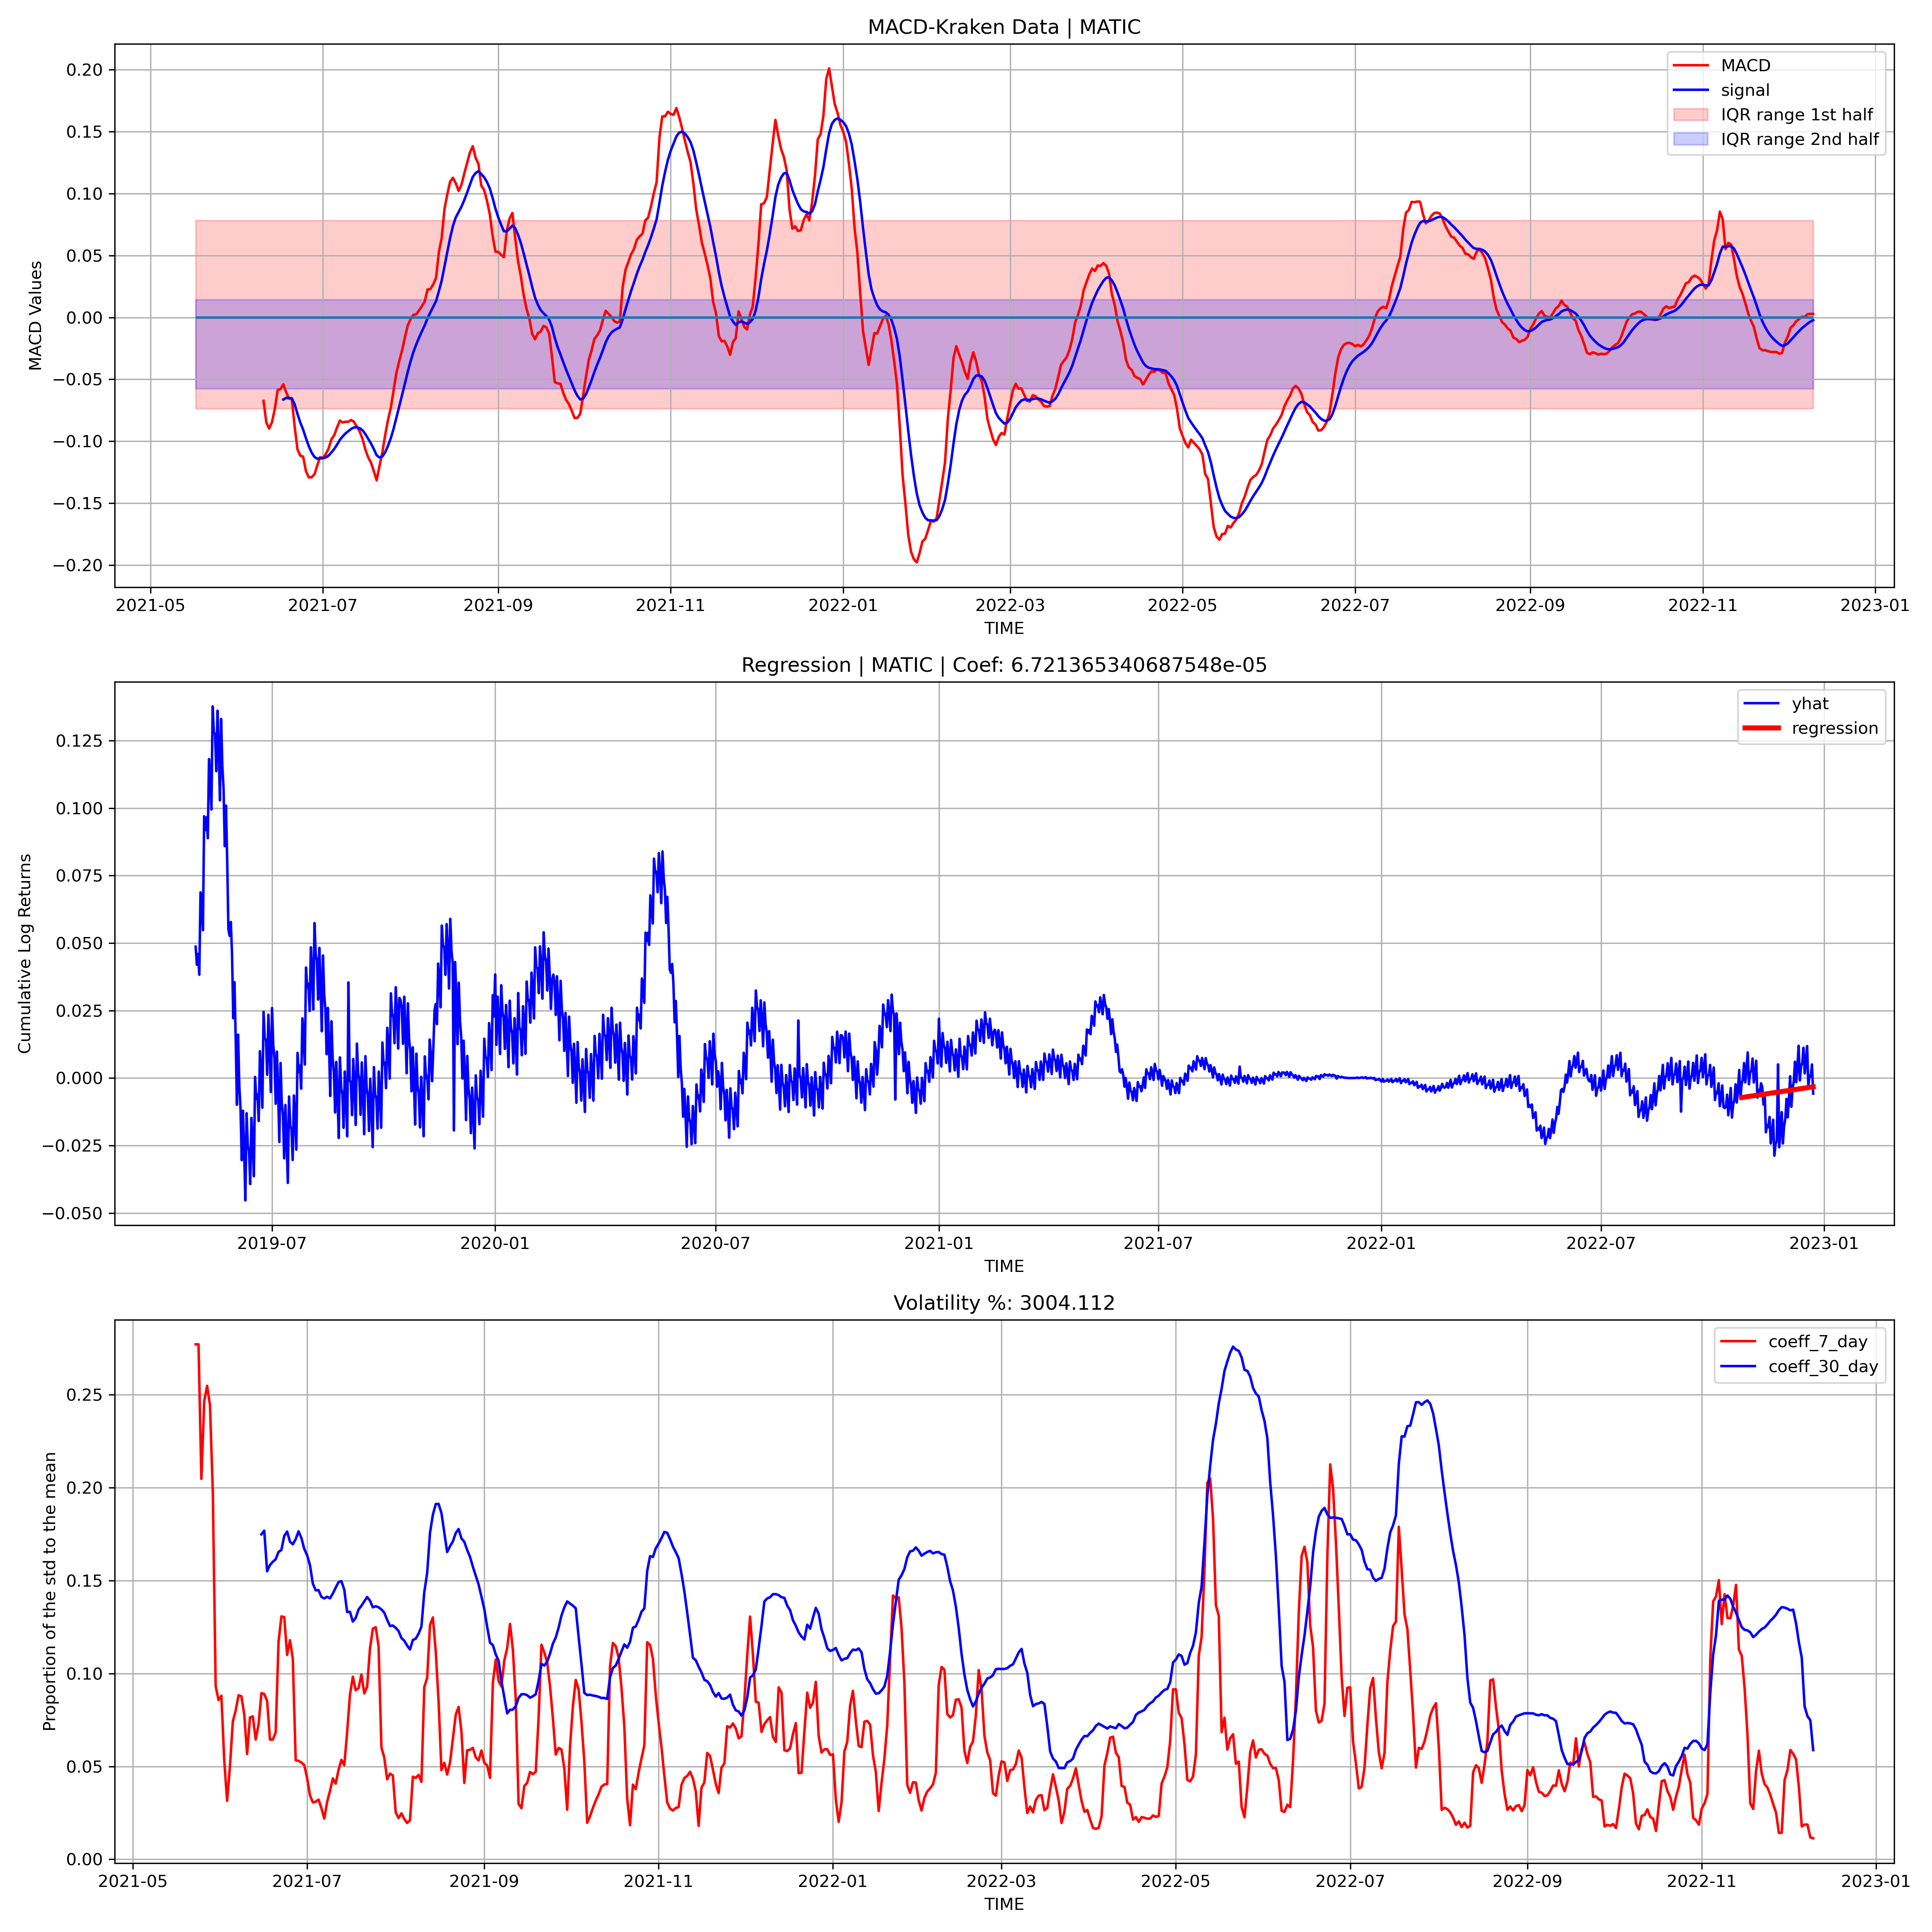 MACD-Kraken Data | MATIC
MACD Values
0.20
0.15
0.10
0.05
0.00
−0.05
−0.10
−0.15
−0.20
MACD
signal
IQR range 1st half
IQR range 2nd half
2021-05 2021-07 2021-09 2021-11 2022-01 2022-03 2022-05 2022-07 2022-09 2022-11 2023-01
TIME
Regression | MATIC | Coef: 6.721365340687548e-05
Cumulative Log Returns
0.125
0.100
0.075
0.050
0.025
0.000
−0.025
−0.050
yhat
regression
2019-07 2020-01 2020-07 2021-01 2021-07 2022-01 2022-07 2023-01
TIME
Volatility %: 3004.112
Proportion of the std to the mean
0.25
0.20
0.15
0.10
0.05
0.00
coeff_7_day
coeff_30_day
2021-05 2021-07 2021-09 2021-11 2022-01 2022-03 2022-05 2022-07 2022-09 2022-11 2023-01
TIME